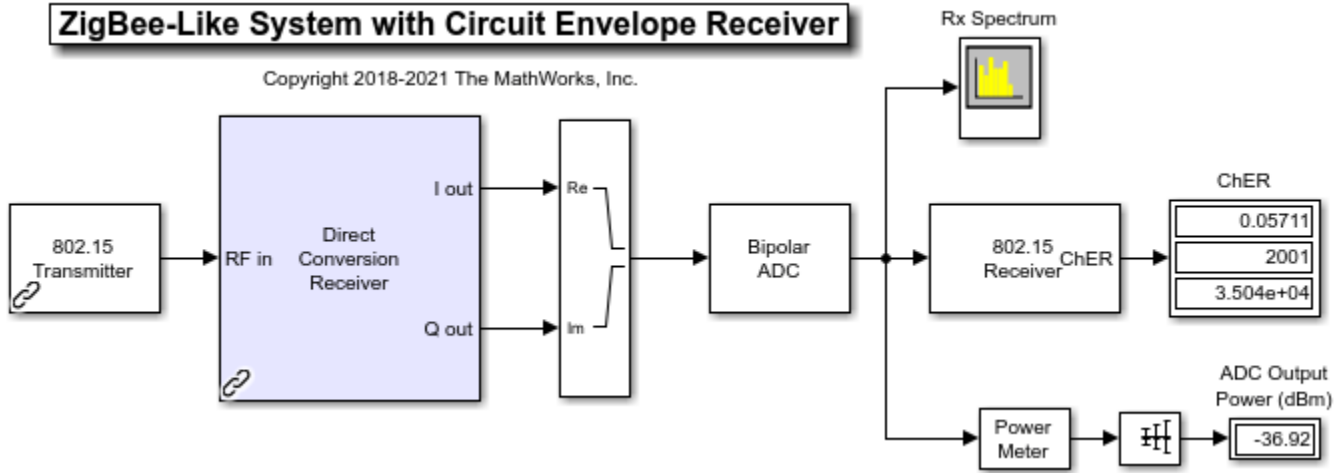 ZigBee-Like System with Circuit Envelope Receiver
Copyright 2018-2021 The MathWorks, Inc.
Rx Spectrum
802.15
Transmitter
RF in
Direct
Conversion
Receiver
I out
Q out
Re
Im
Bipolar
ADC
802.15
Receiver
ChER
ChER
0.05711
2001
3.504e+04
Power
Meter
ADC Output
Power (dBm)
-36.92